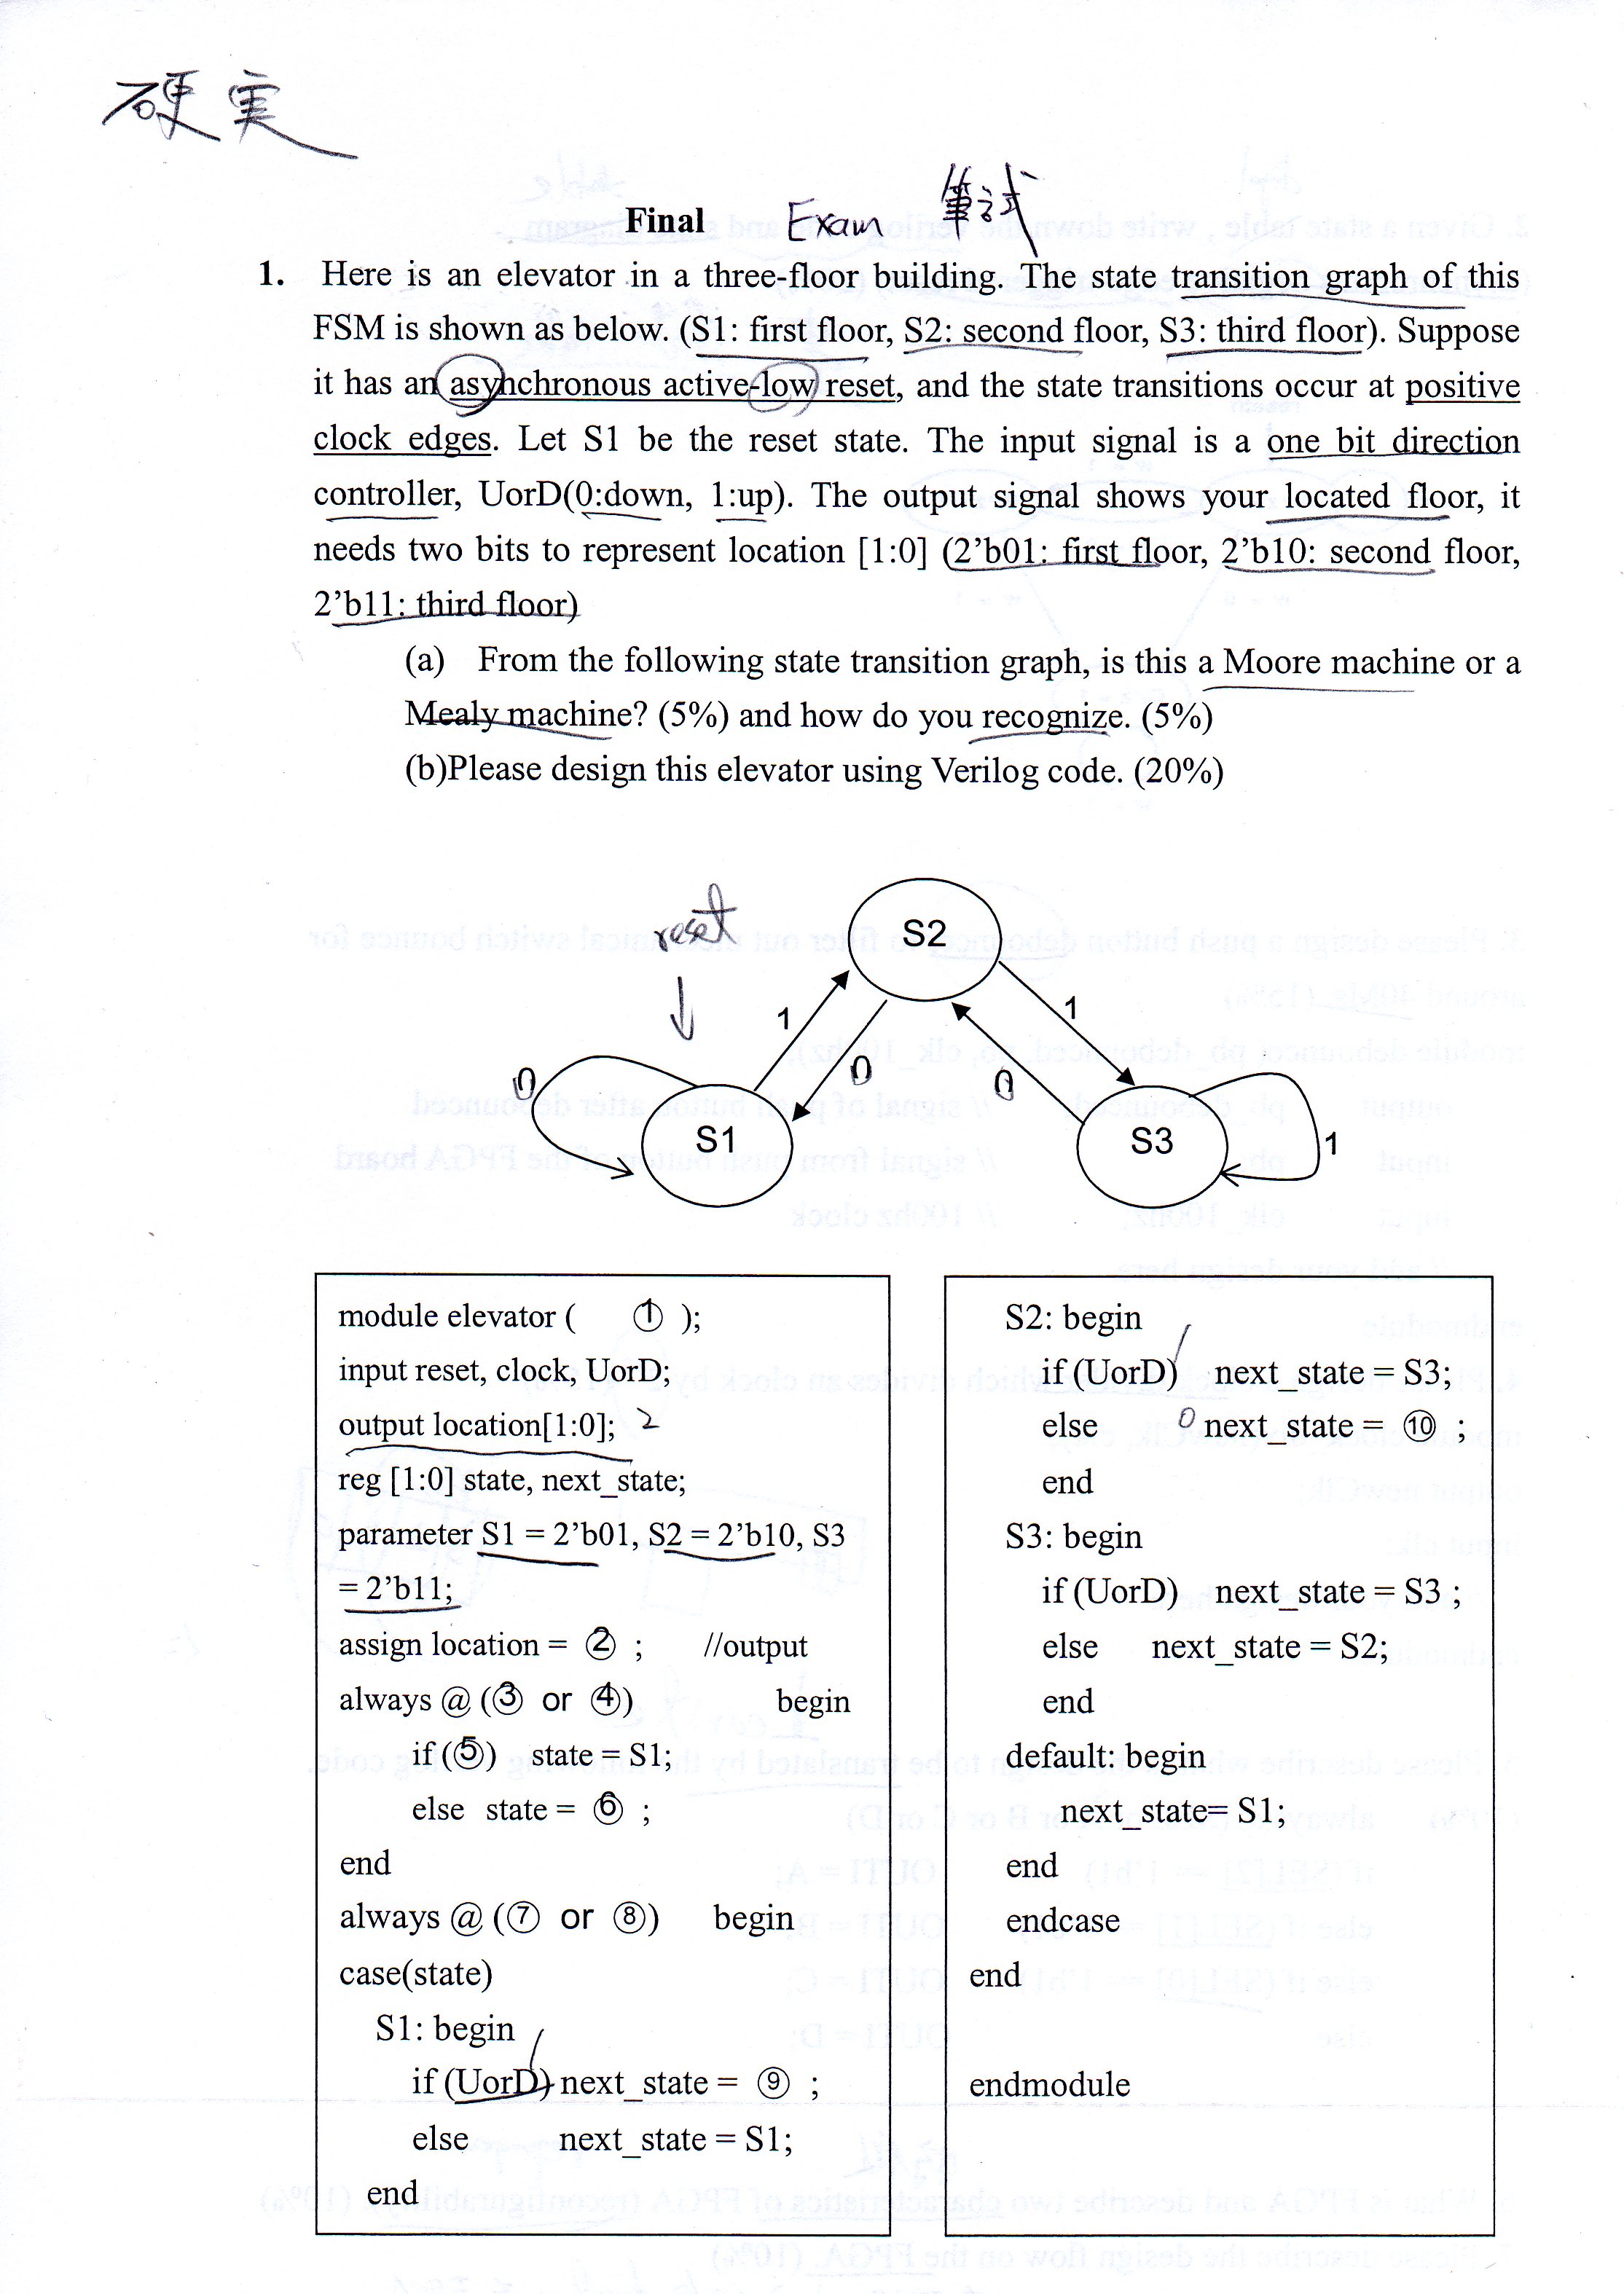 硬実
Final Exam 筆試
1. Here is an elevator in a three-floor building. The state transition graph of this
FSM is shown as below. (S1: first floor, S2: second floor, S3: third floor). Suppose
it has an asynchronous active-low reset, and the state transitions occur at positive
clock edges. Let S1 be the reset state. The input signal is a one bit direction
controller, UorD(0:down, 1:up). The output signal shows your located floor, it
needs two bits to represent location [1:0] (2’b01: first floor, 2’b10: second floor,
2’b11: third floor)
(a) From the following state transition graph, is this a Moore machine or a
Mealy machine? (5%) and how do you recognize. (5%)
(b)Please design this elevator using Verilog code. (20%)
reset
S2
1
1
0
0
0
S1
S3
1
module elevator ( ① );
input reset, clock, UorD;
output location[1:0]; 2
reg [1:0] state, next_state;
parameter S1 = 2’b01, S2 = 2’b10, S3
= 2’b11;
assign location = ② ; //output
always @ (③ or ④) begin
if (⑤) state = S1;
else state = ⑥ ;
end
always @ (⑦ or ⑧) begin
case(state)
S1: begin
if (UorD) next_state = ⑨ ;
else next_state = S1;
end
S2: begin
if (UorD) next_state = S3;
else 0 next_state = ⑩ ;
end
S3: begin
if (UorD) next_state = S3 ;
else next_state = S2;
end
default: begin
next_state= S1;
end
endcase
end
endmodule